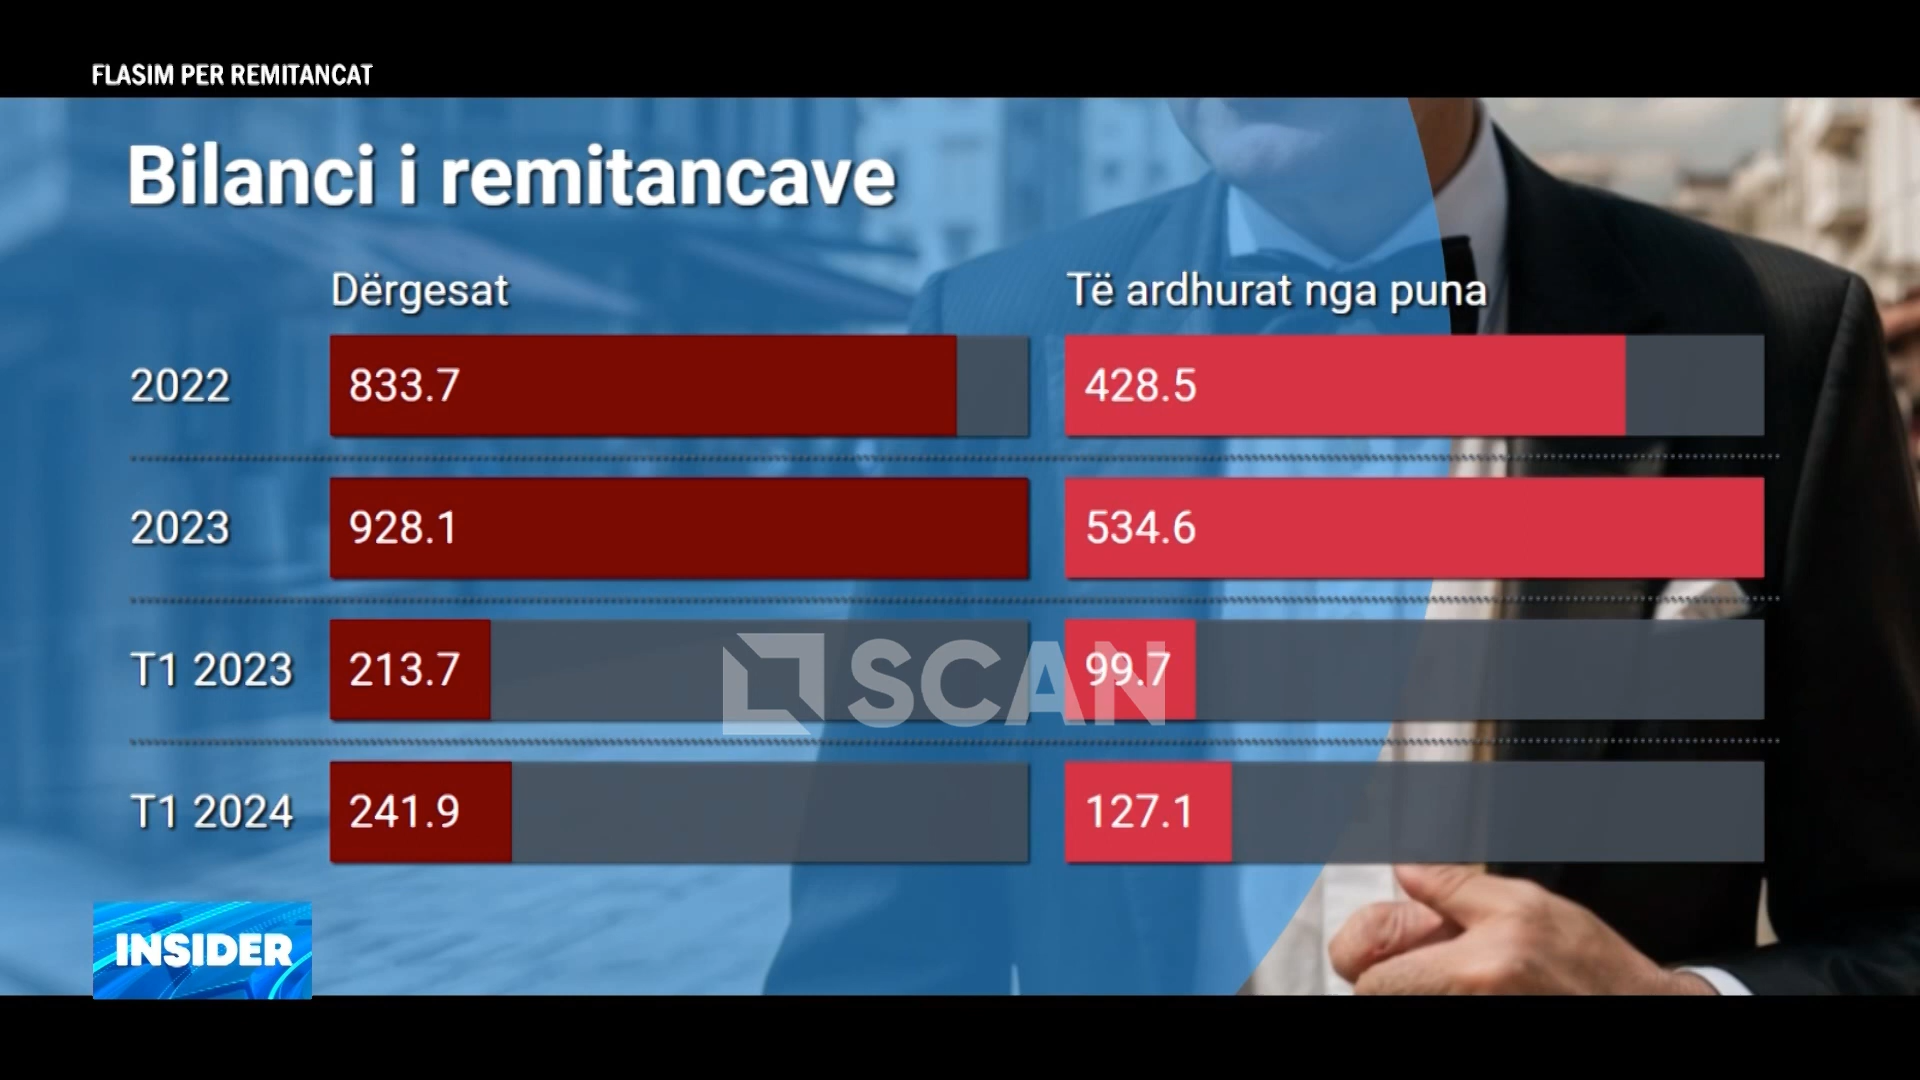 FLASIM PER REMITANCAT
Bilanci i remitancave
Dërgesat Të ardhurat nga puna
2022 833.7 428.5
2023 928.1 534.6
T1 2023 213.7 99.7
SCAN
T1 2024 241.9 127.1
INSIDER